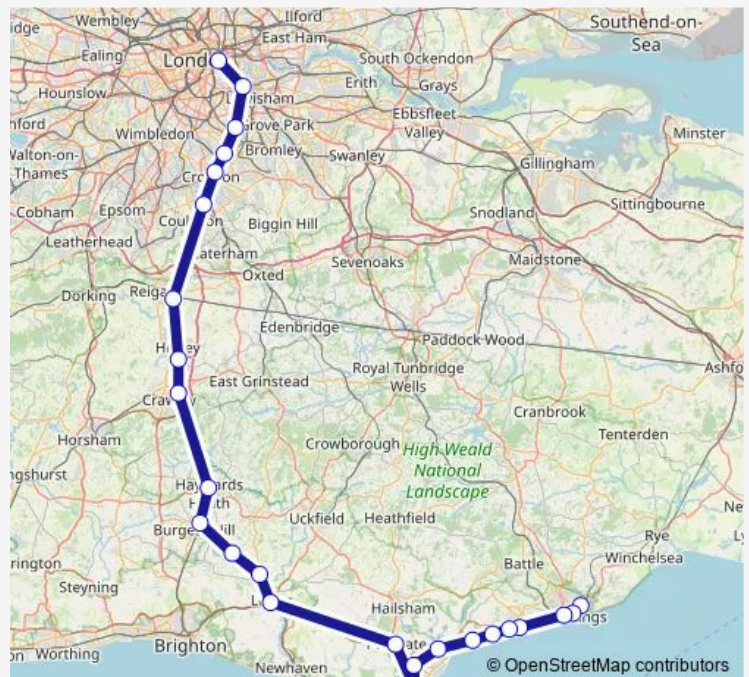 Wembley
Ilford
East Ham
Southend-on-
Sea
Ealing
South Ockendon
Hounslow
Erith
Grays
Ebbsfleet
Valley
Wimbledon
Grove Park
Bromley
Swanley
Minster
Thames
Gillingham
Cobham
Epsom
Biggin Hill
Snodland
Sittingbourne
Leatherhead
Sevenoaks
Maidstone
Oxted
Dorking
Edenbridge
Paddock Wood
Royal Tunbridge
Wells
East Grinstead
Cranbrook
Tenterden
Horsham
Crowborough
High Weald
National
Landscape
Uckfield
Heathfield
Rye
Battle
Winchelsea
Steyning
Hailsham
Brighton
Worthing
Newhaven
© OpenStreetMap contributors